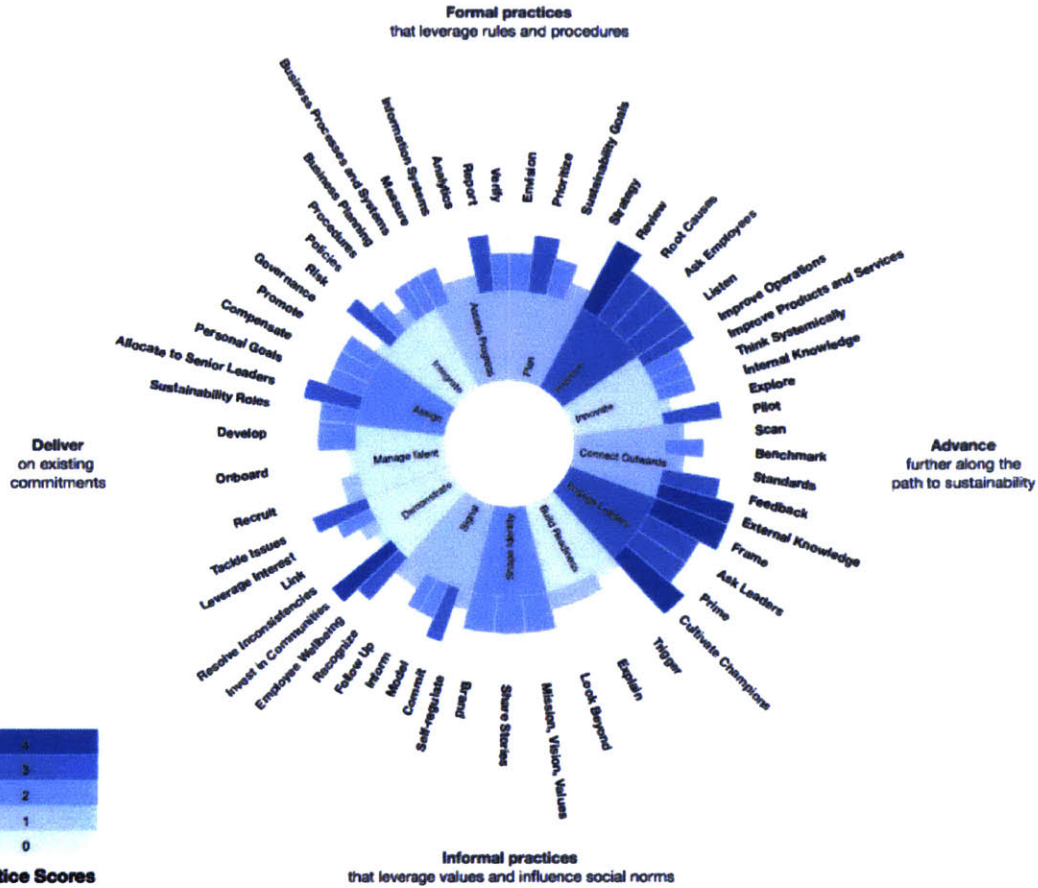 Formal practices
that leverage rules and procedures
Business Processes and Systems
Business Planning
Procedures
Policies
Risk
Governance
Promote
Compensate
Personal Goals
Allocate to Senior Leaders
Sustainability Roles
Develop
Onboard
Recruit
Tackle Issues
Leverage Interest
Link
Resolve Inconsistencies
Invest in Communities
Employee Wellbeing
Recognize
Follow Up
Inform
Model
Commit
Self-regulate
Brand
Share Stories
Mission, Vision, Values
Look Beyond
Explain
Trigger
Cultivate Champions
Prime
Ask Leaders
Frame
External Knowledge
Feedback
Standards
Benchmark
Scan
Pilot
Explore
Internal Knowledge
Think Systemically
Improve Products and Services
Improve Operations
Listen
Ask Employees
Root Causes
Review
Strategy
Sustainability Goals
Prioritize
Envision
Verify
Report
Analytics
Information Systems
Measure
Progress
Plan
Innovate
Connect Outwards
Engage
Build Readiness
Shape Identity
Signal
Demonstrate
Manage Talent
Assign
Integrate
Deliver
on existing
commitments
Advance
further along the
path to sustainability
4
3
2
1
0
tice Scores
Informal practices
that leverage values and influence social norms